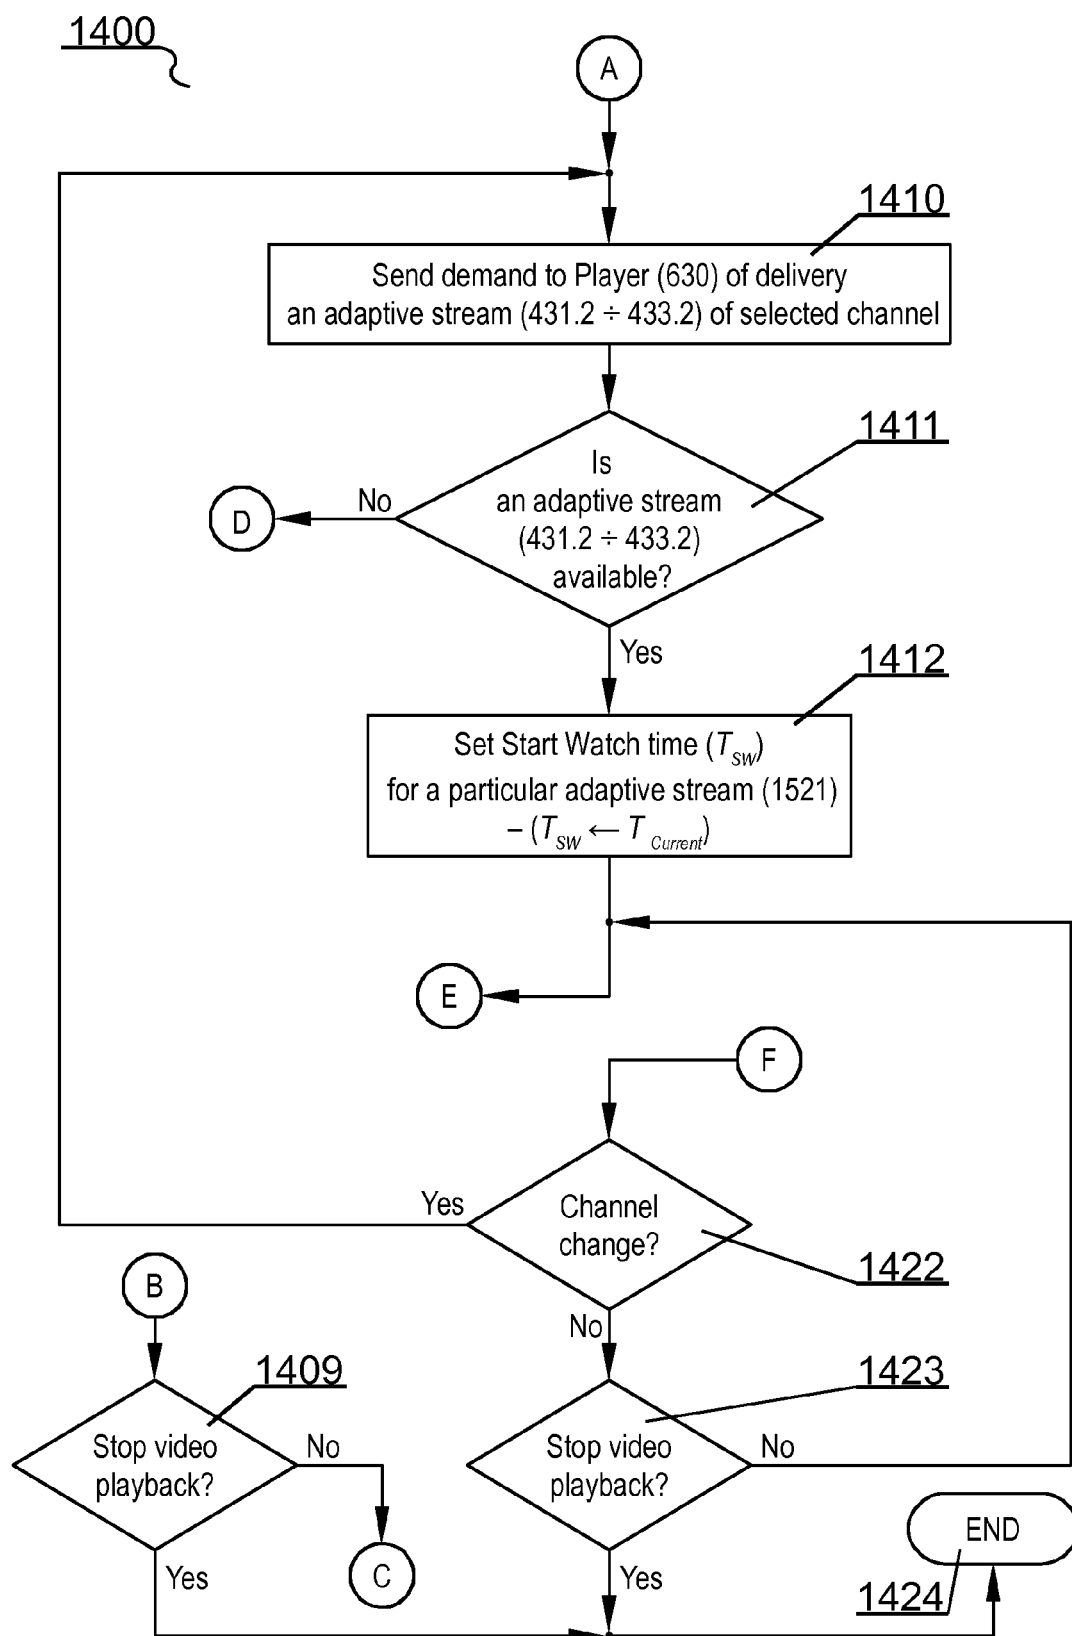 1400
A
1410
Send demand to Player (630) of delivery
an adaptive stream (431.2 ÷ 433.2) of selected channel
1411
Is
an adaptive stream
(431.2 ÷ 433.2)
available?
No
D
Yes
1412
Set Start Watch time (T_SW)
for a particular adaptive stream (1521)
– (T_SW ← T_Current)
E
F
Yes
Channel
change?
1422
B
No
1409
1423
Stop video
playback?
No
Stop video
playback?
No
END
Yes
C
Yes
1424